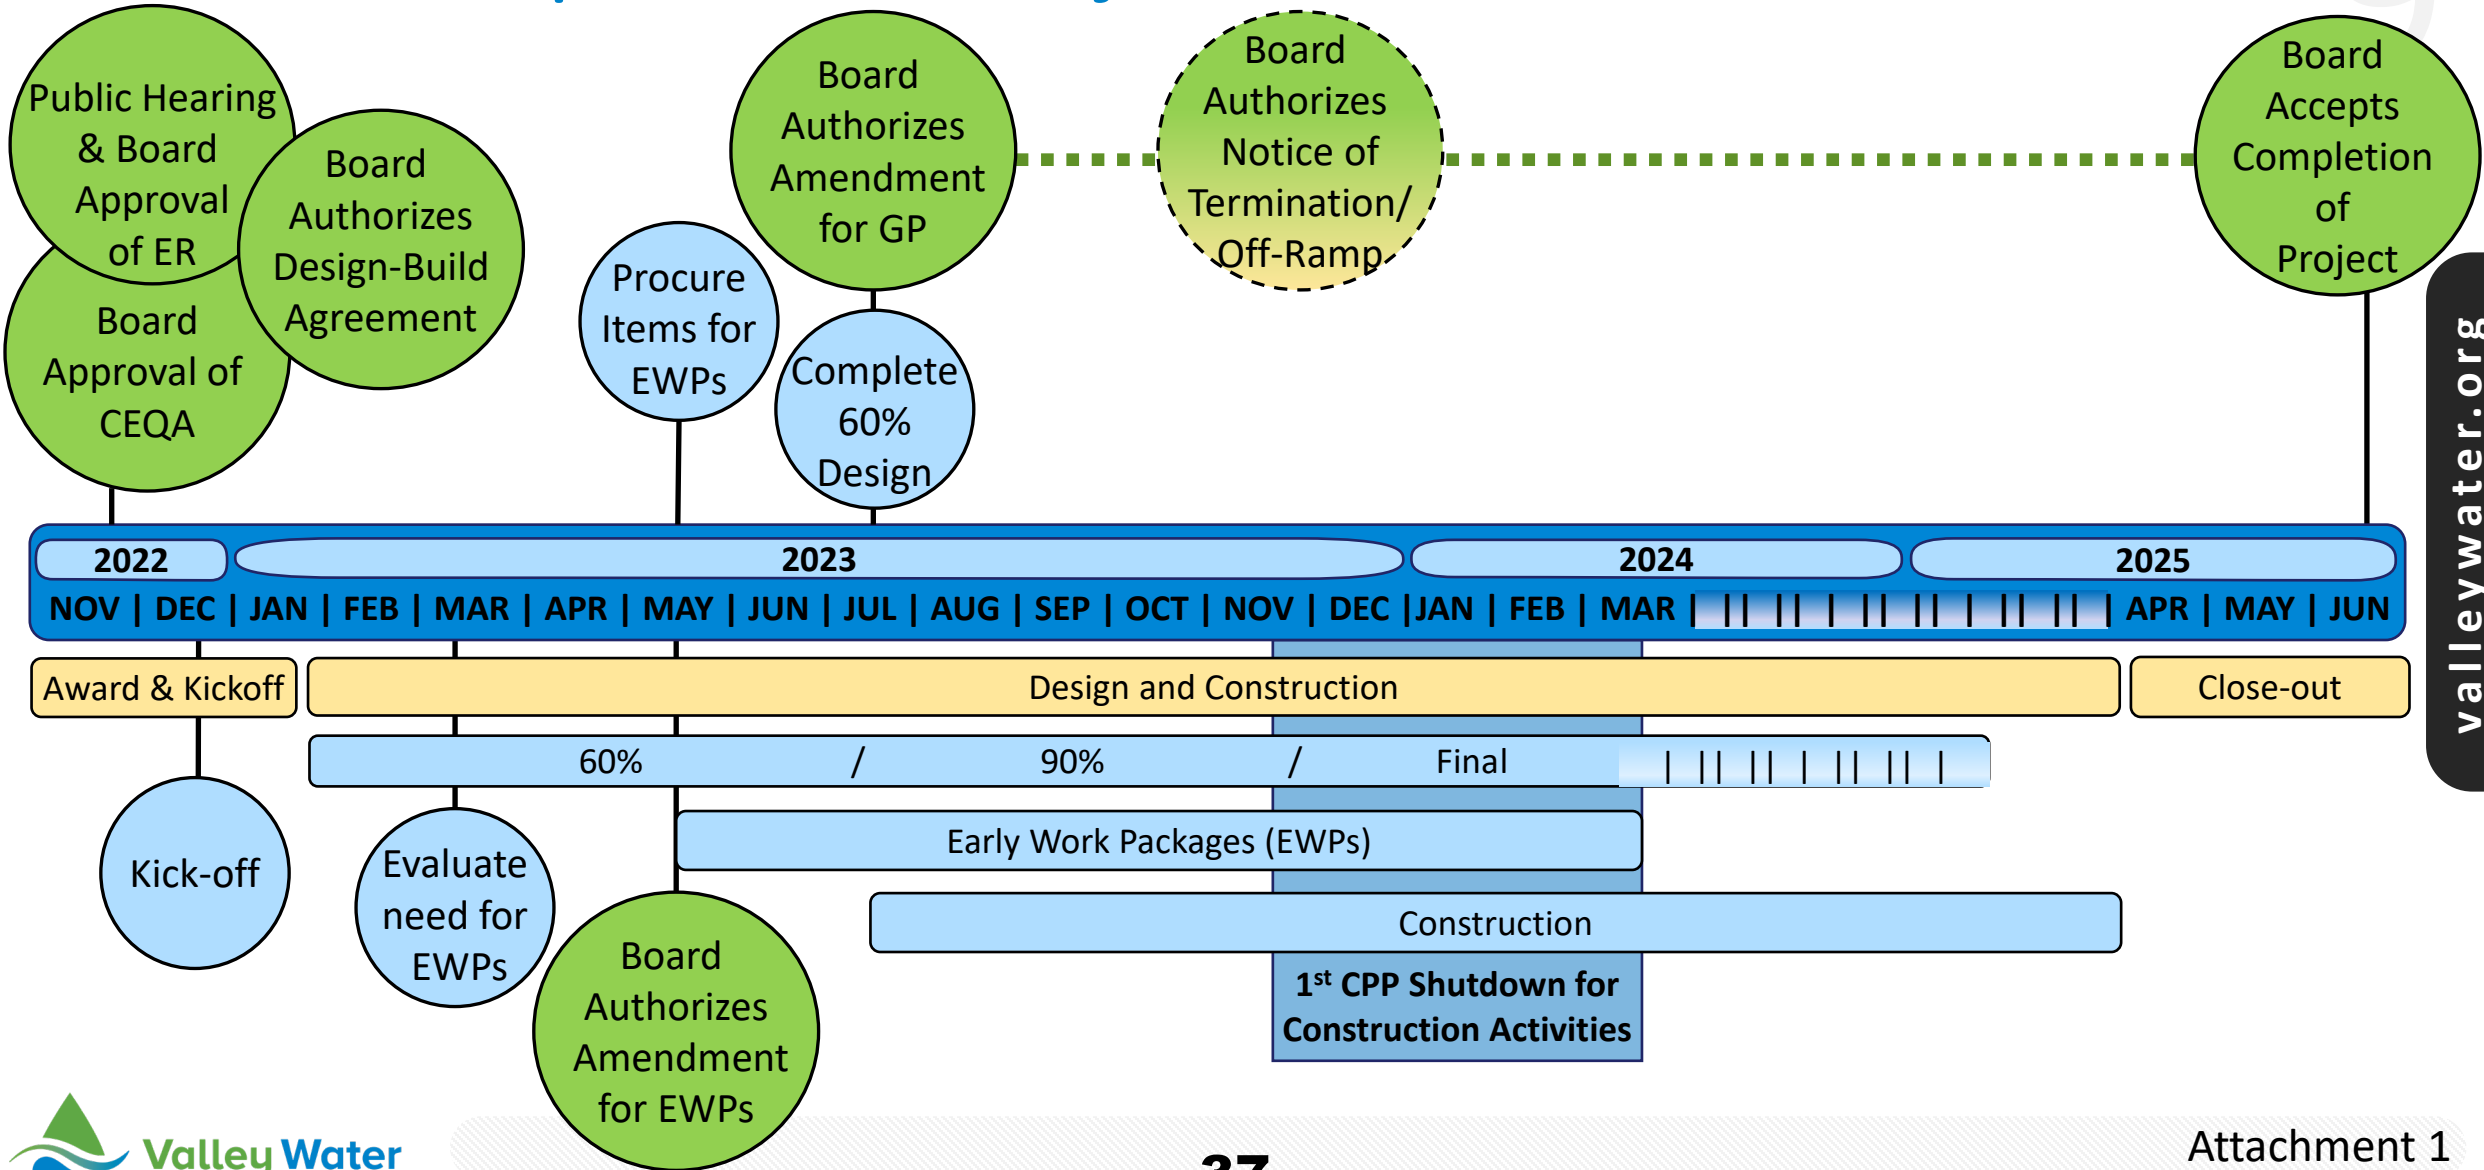 Public Hearing
& Board
Approval
of ER
Board
Approval of
CEQA
Board
Authorizes
Design-Build
Agreement
Procure
Items for
EWPs
Board
Authorizes
Amendment
for GP
Complete
60%
Design
Board
Authorizes
Notice of
Termination/
Off-Ramp
Board
Accepts
Completion
of
Project
valleywater.org
2022 2023 2024 2025
NOV | DEC | JAN | FEB | MAR | APR | MAY | JUN | JUL | AUG | SEP | OCT | NOV | DEC | JAN | FEB | MAR | APR | MAY | JUN
Award & Kickoff Design and Construction Close-out
60% / 90% / Final
Early Work Packages (EWPs)
Construction
1st CPP Shutdown for
Construction Activities
Kick-off
Evaluate
need for
EWPs
Board
Authorizes
Amendment
for EWPs
Valley Water
37
Attachment 1